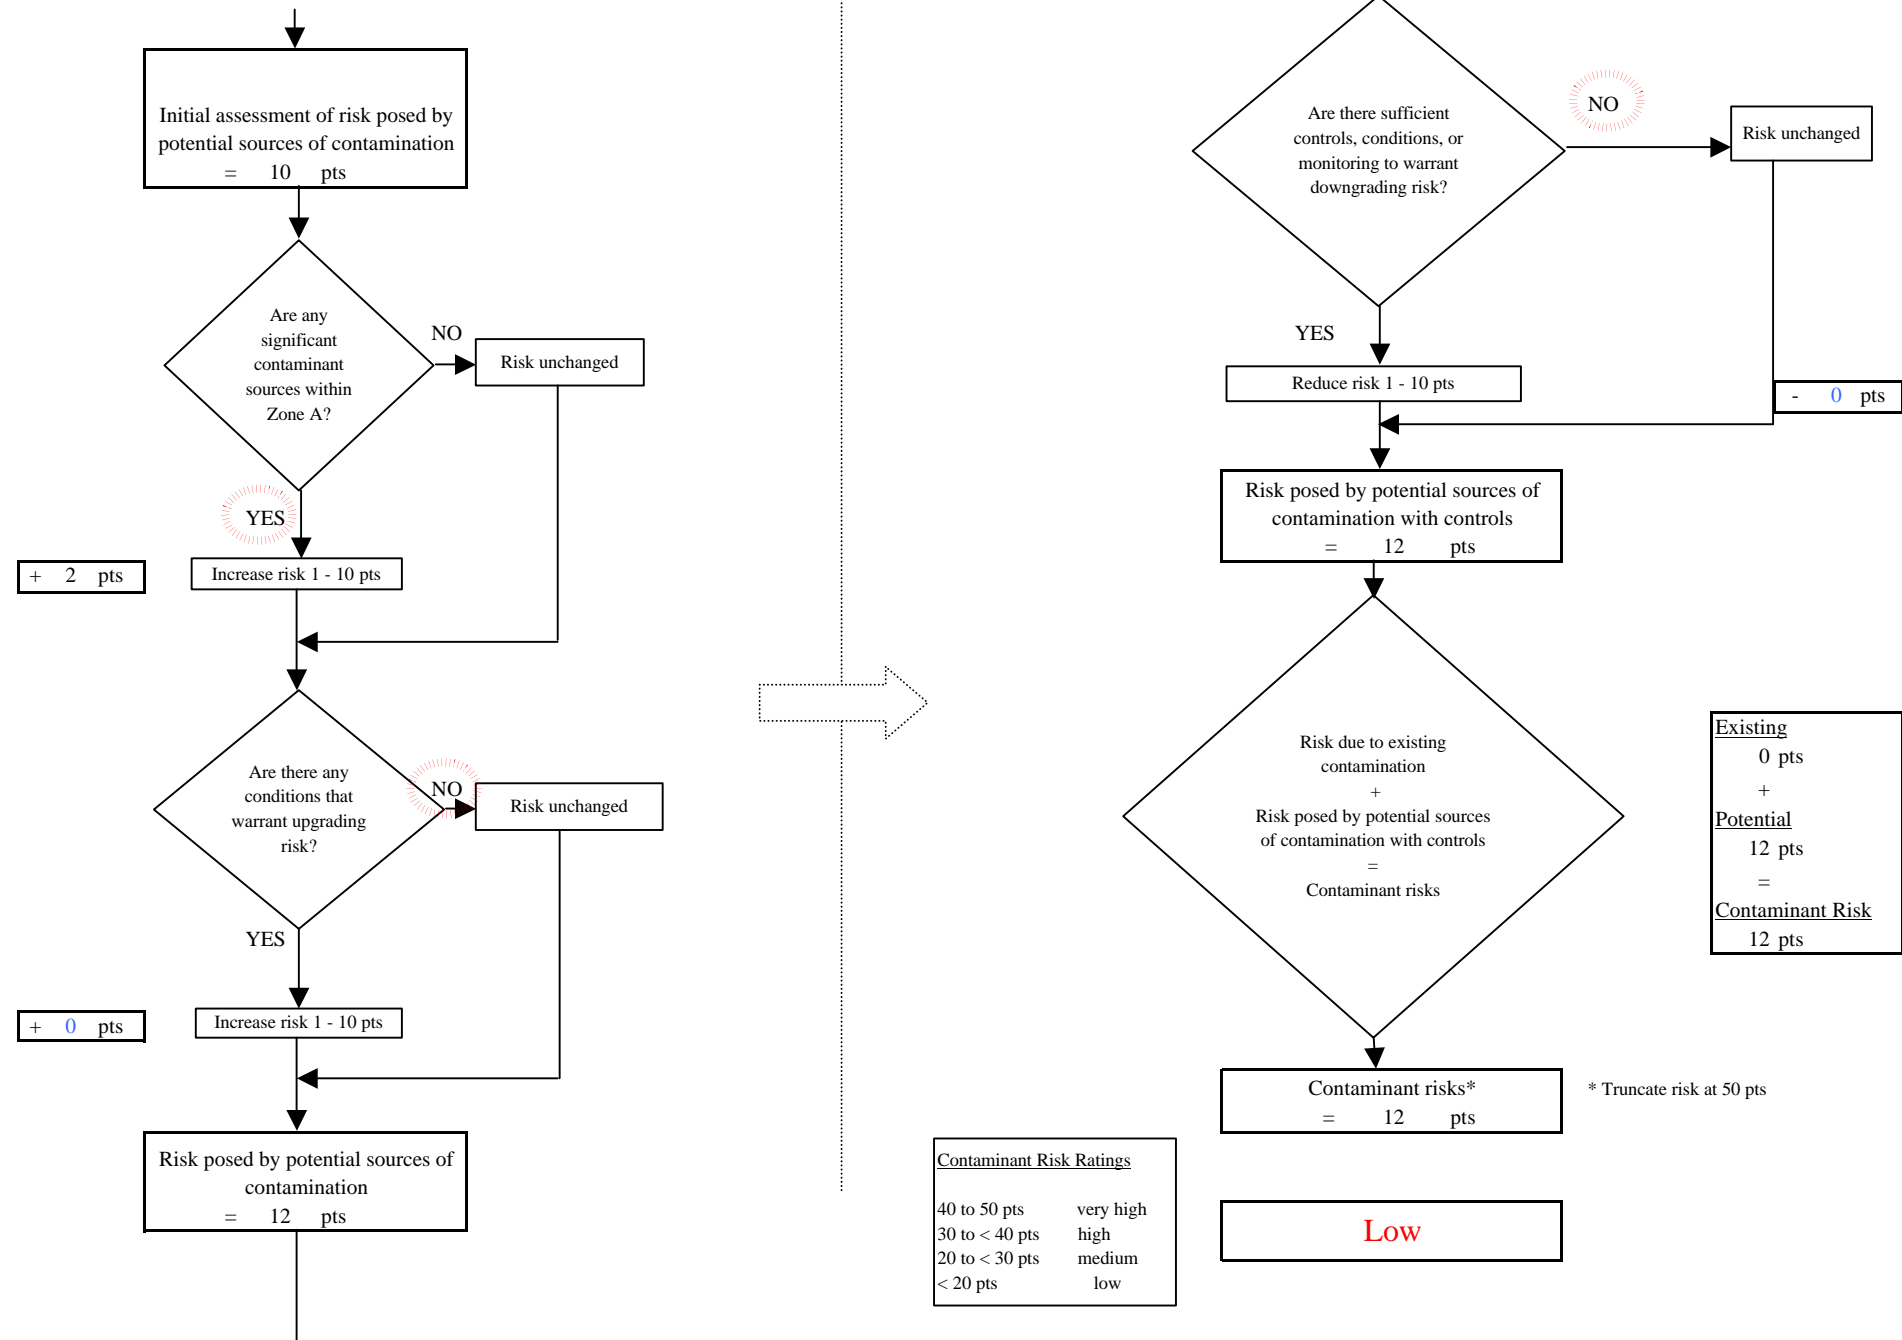 Initial assessment of risk posed by
potential sources of contamination
= 10 pts
Are any
significant
contaminant
sources within
Zone A?
NO
Risk unchanged
YES
+ 2 pts
Increase risk 1 - 10 pts
Are there any
conditions that
warrant upgrading
risk?
NO
Risk unchanged
YES
+ 0 pts
Increase risk 1 - 10 pts
Risk posed by potential sources of
contamination
= 12 pts
Are there sufficient
controls, conditions, or
monitoring to warrant
downgrading risk?
NO
Risk unchanged
YES
Reduce risk 1 - 10 pts
- 0 pts
Risk posed by potential sources of
contamination with controls
= 12 pts
Risk due to existing
contamination
+
Risk posed by potential sources
of contamination with controls
=
Contaminant risks
Existing
0 pts
+
Potential
12 pts
=
Contaminant Risk
12 pts
Contaminant risks*
= 12 pts
* Truncate risk at 50 pts
Contaminant Risk Ratings
40 to 50 pts very high
30 to < 40 pts high
20 to < 30 pts medium
< 20 pts low
Low